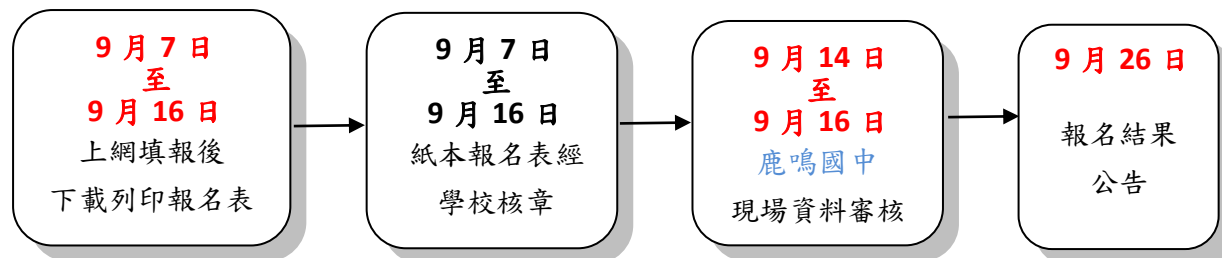 9 月 7 日
至
9 月 16 日
上網填報後
下載列印報名表
9 月 7 日
至
9 月 16 日
紙本報名表經
學校核章
9 月 14 日
至
9 月 16 日
鹿鳴國中
現場資料審核
9 月 26 日
報名結果
公告